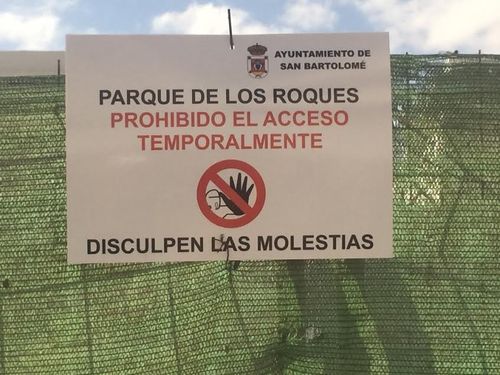 AYUNTAMIENTO DE
SAN BARTOLOMÉ
PARQUE DE LOS ROQUES
PROHIBIDO EL ACCESO
TEMPORALMENTE
DISCULPEN LAS MOLESTIAS